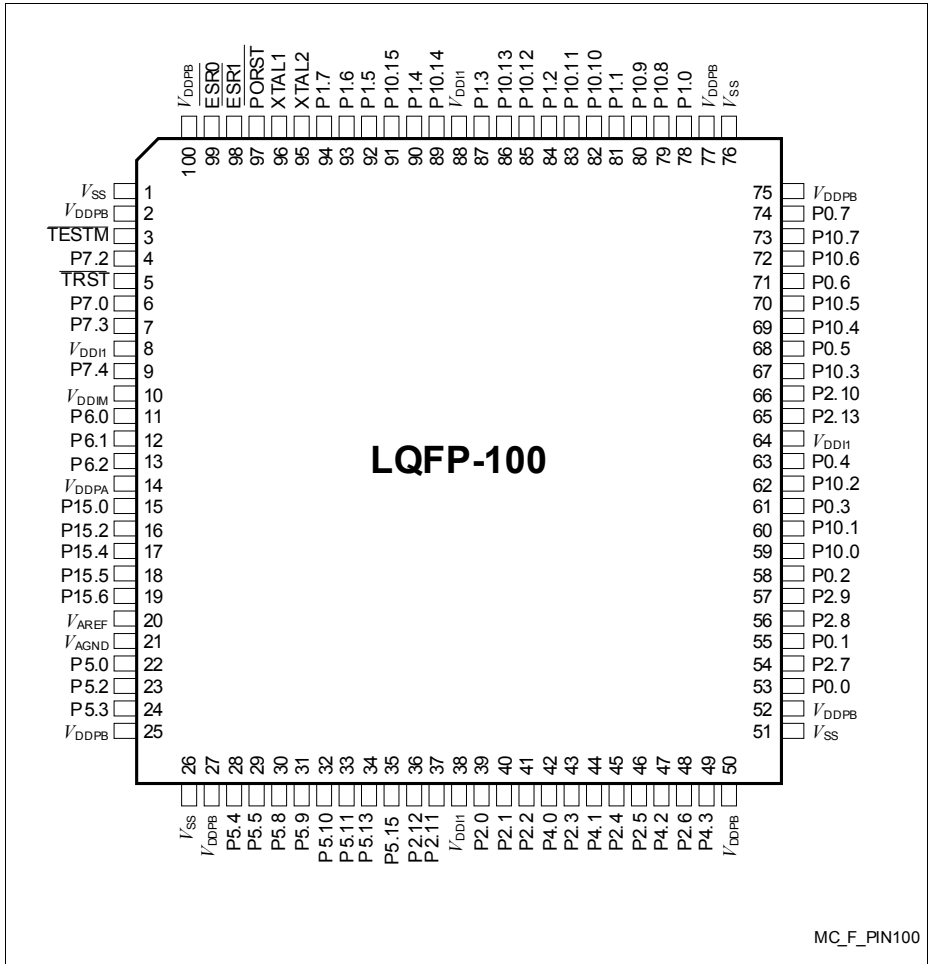 VDDPB ESR0 ESR1 PORST XTAL1 XTAL2 P1.7 P1.6 P1.5 P10.15 P1.4 P10.14 VDDI1 P1.3 P10.13 P10.12 P1.2 P10.11 P10.10 P1.1 P10.9 P10.8 P1.0 VDDPB VSS
100 99 98 97 96 95 94 93 92 91 90 89 88 87 86 85 84 83 82 81 80 79 78 77 76
VSS 1
VDDPB 2
TESTM 3
P7.2 4
TRST 5
P7.0 6
P7.3 7
VDDI1 8
P7.4 9
VDDIM 10
P6.0 11
P6.1 12
P6.2 13
VDDPA 14
P15.0 15
P15.2 16
P15.4 17
P15.5 18
P15.6 19
VAREF 20
VAGND 21
P5.0 22
P5.2 23
P5.3 24
VDDPB 25
LQFP-100
75 VDDPB
74 P0.7
73 P10.7
72 P10.6
71 P0.6
70 P10.5
69 P10.4
68 P0.5
67 P10.3
66 P2.10
65 P2.13
64 VDDI1
63 P0.4
62 P10.2
61 P0.3
60 P10.1
59 P10.0
58 P0.2
57 P2.9
56 P2.8
55 P0.1
54 P2.7
53 P0.0
52 VDDPB
51 VSS
26 27 28 29 30 31 32 33 34 35 36 37 38 39 40 41 42 43 44 45 46 47 48 49 50
VSS VDDPB P5.4 P5.5 P5.8 P5.9 P5.10 P5.11 P5.13 P5.15 P2.12 P2.11 VDDI1 P2.0 P2.1 P2.2 P4.0 P2.3 P4.1 P2.4 P2.5 P4.2 P2.6 P4.3 VDDPB
MC_F_PIN100